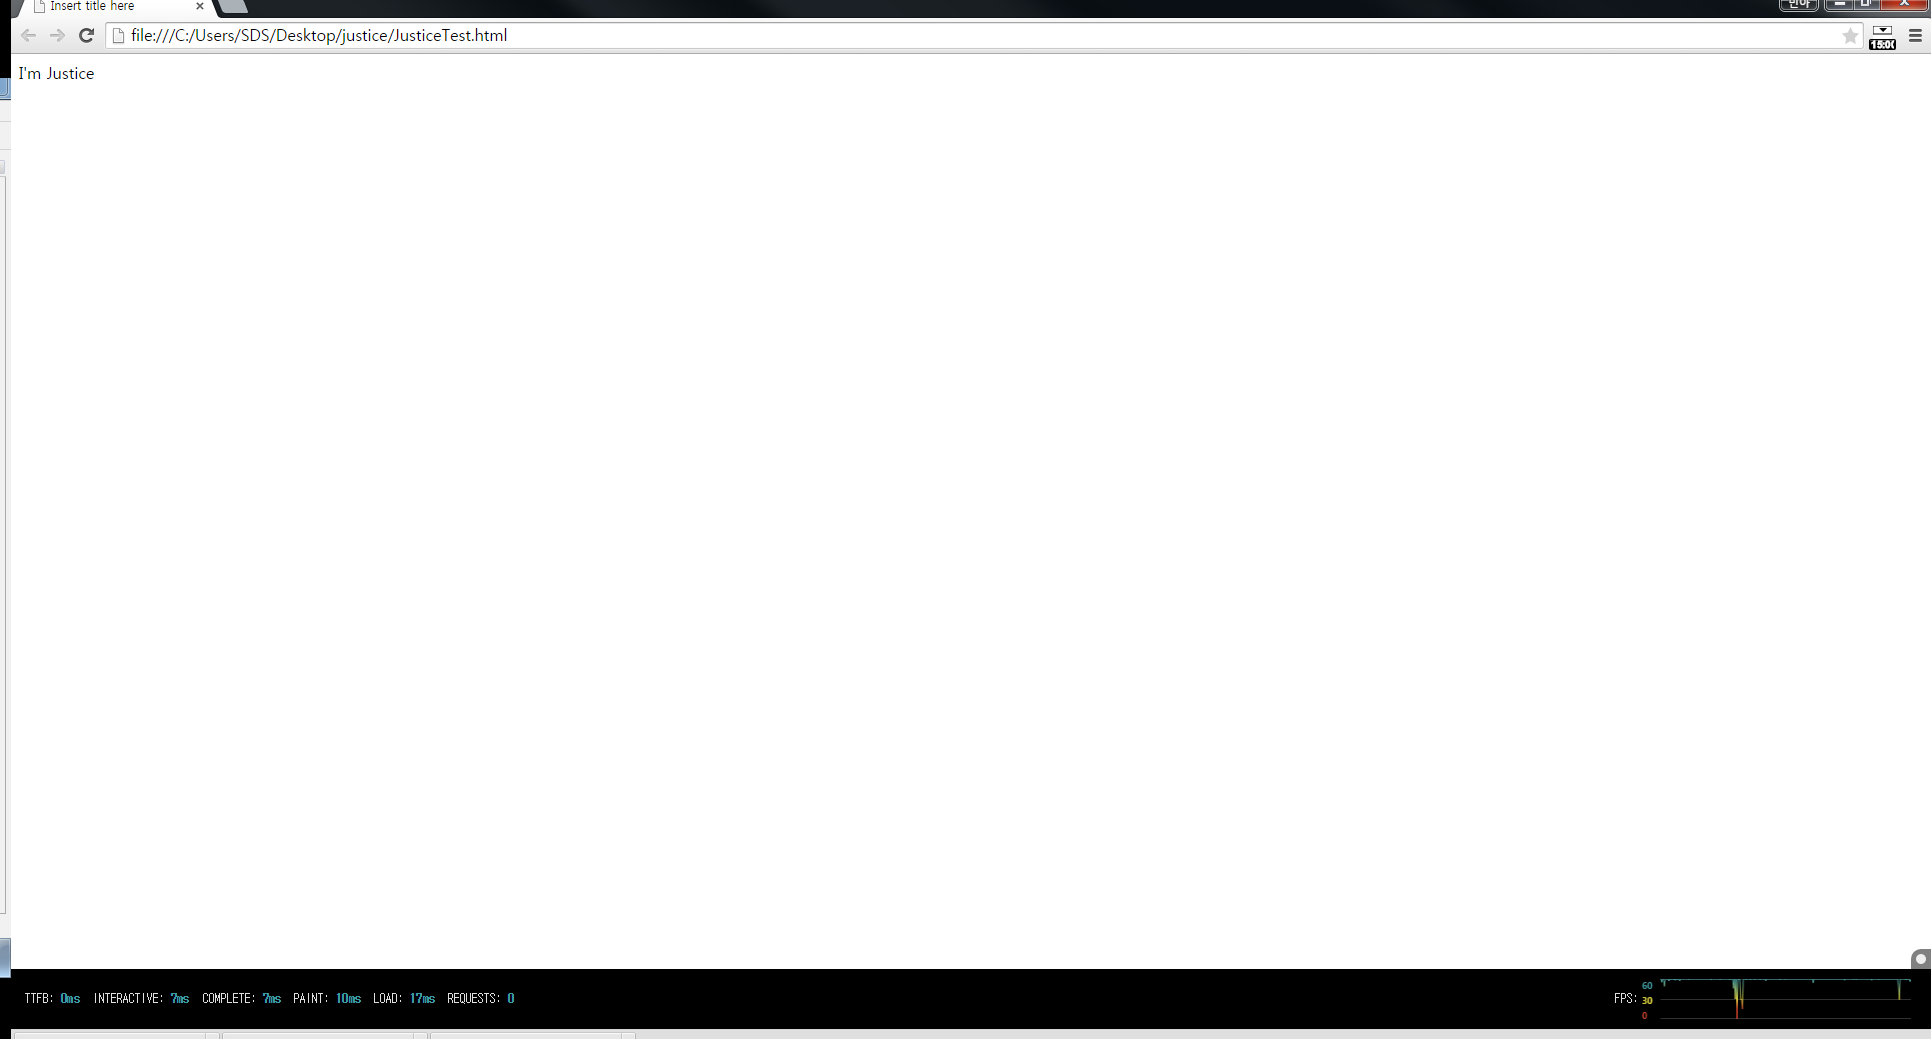 Insert title here
file:///C:/Users/SDS/Desktop/justice/JusticeTest.html
I'm Justice
TTFB: 0ms INTERACTIVE: 7ms COMPLETE: 7ms PAINT: 10ms LOAD: 17ms REQUESTS: 0
FPS:
60
30
0